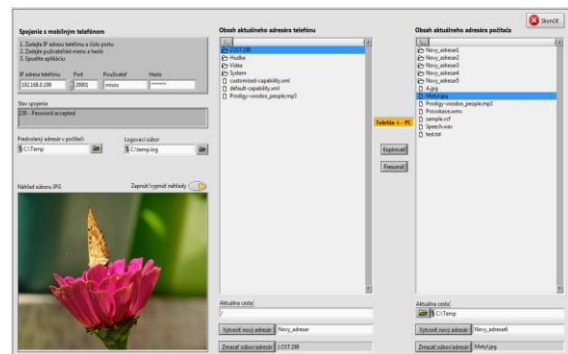 Skončiť
Spojenie s mobilným telefónom
1. Zadajte IP adresu telefónu a číslo portu
2. Zadajte pužívateľské meno a heslo
3. Spustite aplikáciu
IP adresa telefónu Port Používateľ Heslo
192.168.0.199 20001 ******
Stav spojenia
230 - Password accepted
Predvolený adresár v počítači Logovací súbor
C:\Temp C:\temp.log
Náhľad súboru JPG Zapnúť/vypnúť náhľady
Obsah aktuálneho adresára telefónu
LOST.DIR
Hudba
Videa
System
customized-capability.xml
default-capability.xml
Prodigy-voodoo_people.mp3
Aktuálna cesta
/
Vytvoriť nový adresár Novy_adresar
Zmazať súbor/adresár LOST.DIR
Telefón <- PC
Kopírovať
Presunúť
Obsah aktuálneho adresára počítača
Novy_adresar1
Novy_adresar2
Novy_adresar3
Novy_adresar4
Novy_adresar5
A.jpg
Motyl.jpg
Prodigy-voodoo_people.mp3
Provokace.wmv
sample.vcf
Speech.wav
test.txt
Aktuálna cesta
C:\Temp
Vytvoriť nový adresár Novy_adresar6
Zmazať súbor/adresár Motyl.jpg